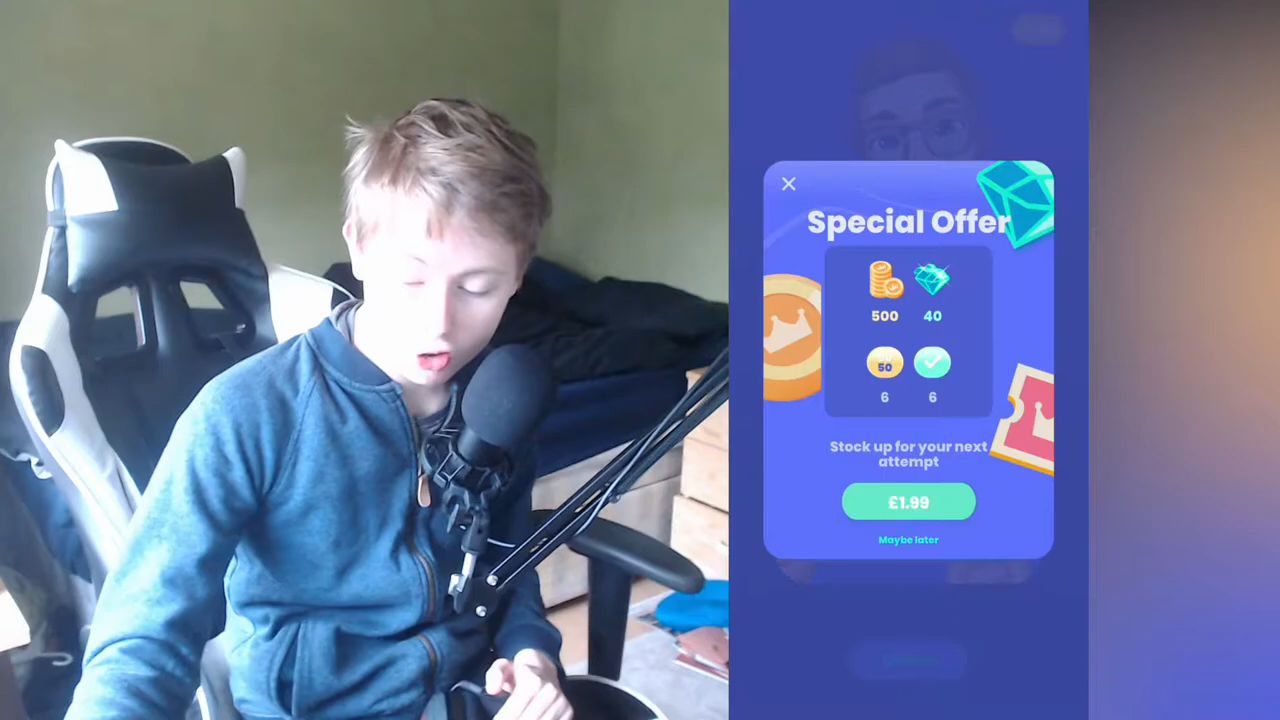 Special Offer
500 40
50
6 6
Stock up for your next
attempt
£1.99
Maybe later